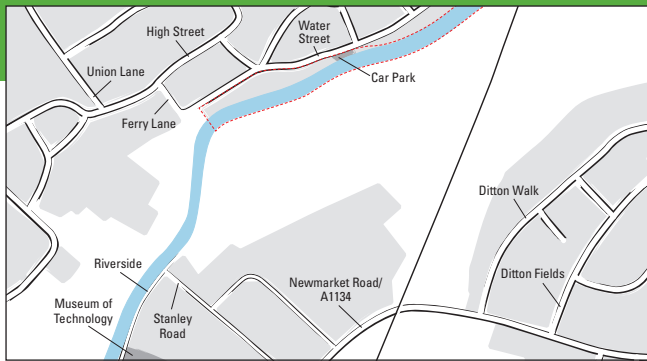 High Street
Water
Street
Union Lane
Car Park
Ferry Lane
Ditton Walk
Riverside
Newmarket Road/
A1134
Ditton Fields
Museum of
Technology
Stanley
Road